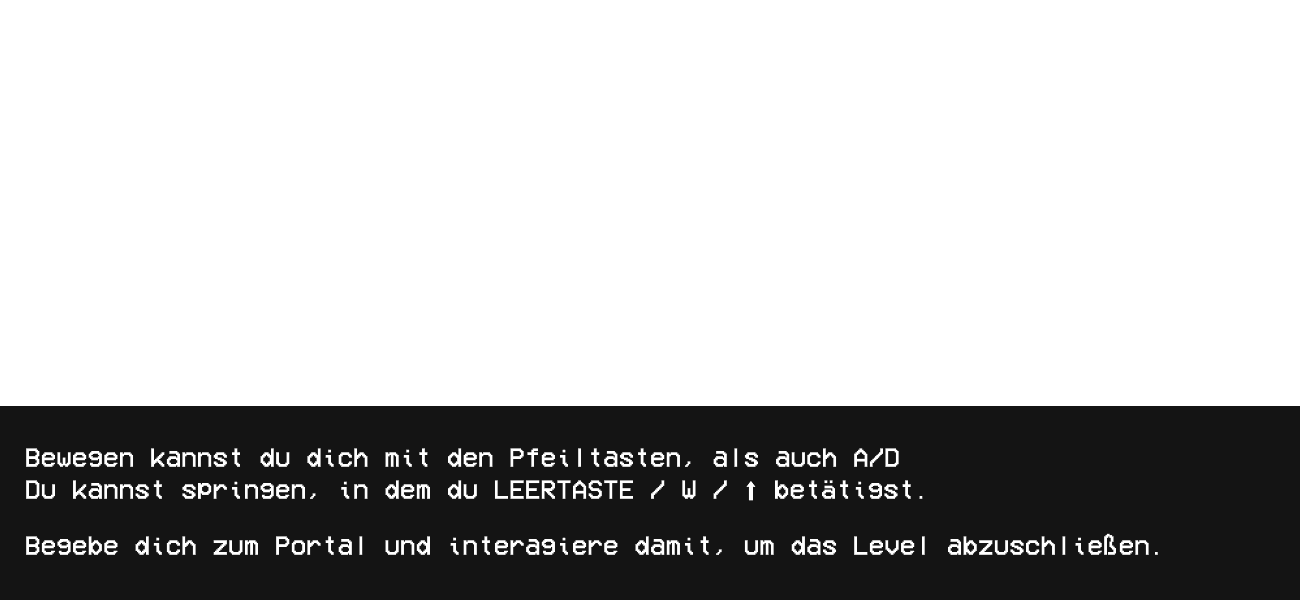 Bewegen kannst du dich mit den Pfeiltasten, als auch A/D
Du kannst springen, in dem du LEERTASTE / W / ↑ betätigst.
Begebe dich zum Portal und interagiere damit, um das Level abzuschließen.